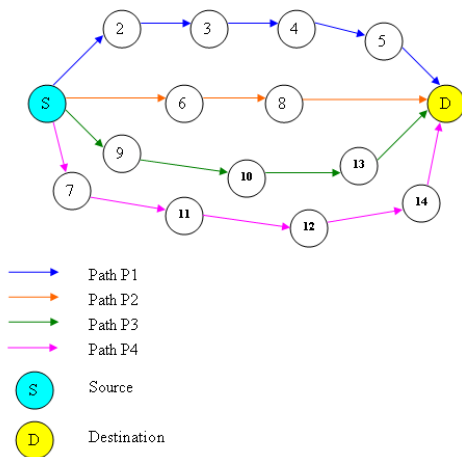 2
3
4
5
S
6
8
D
9
10
13
7
11
12
14
Path P1
Path P2
Path P3
Path P4
S
Source
D
Destination